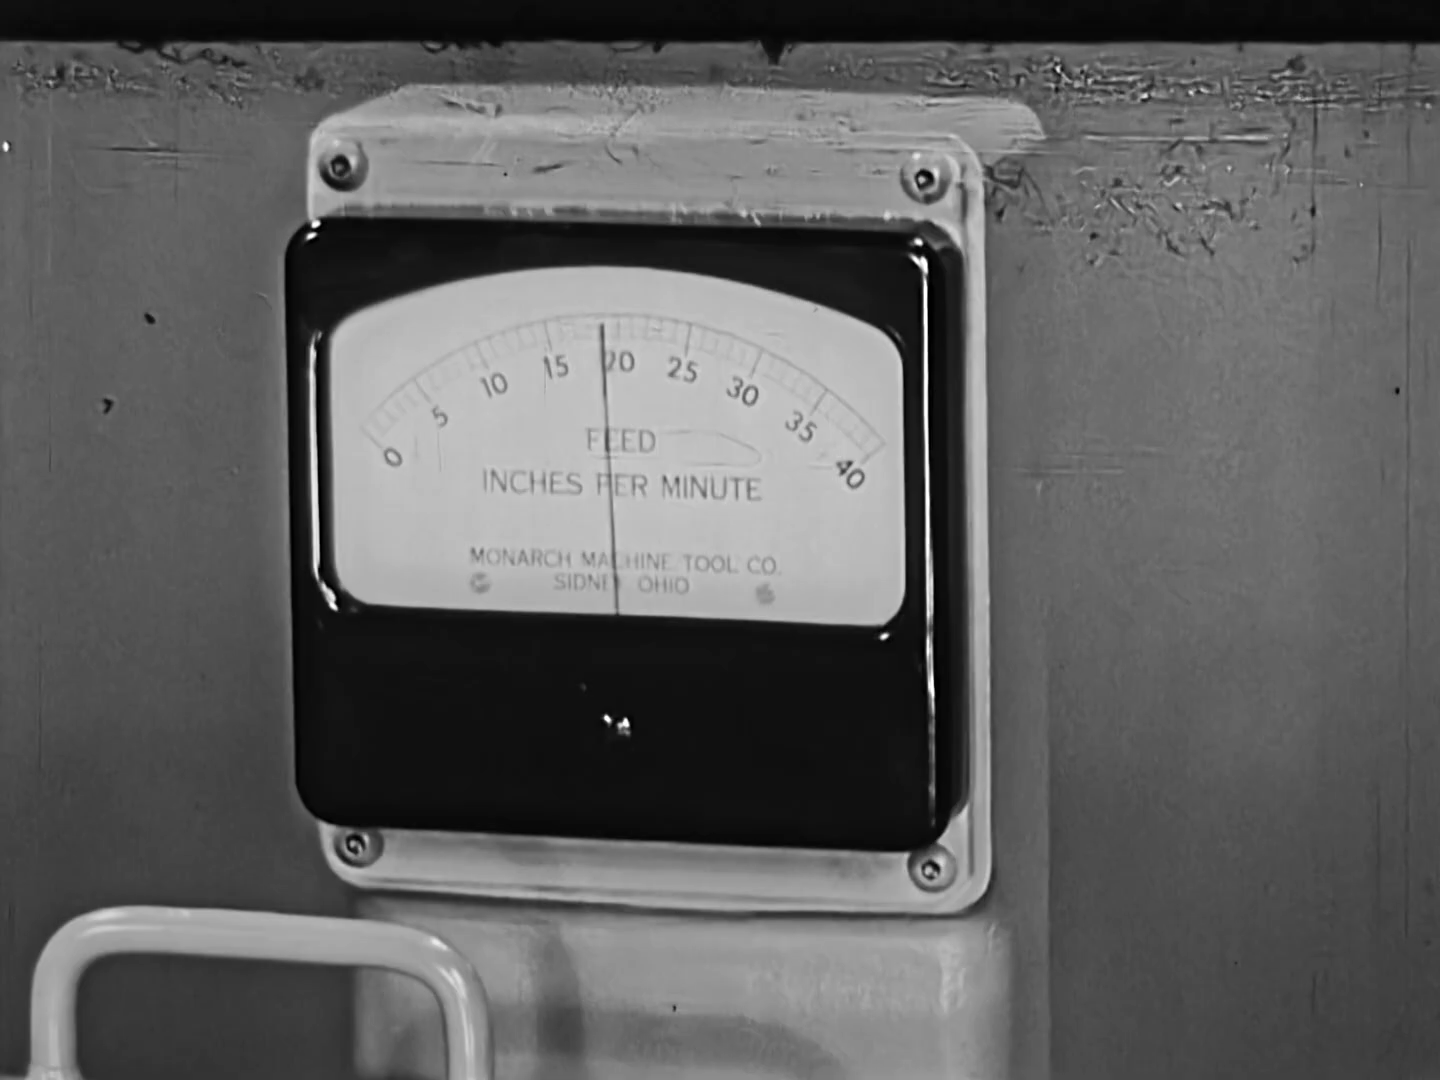 0 5 10 15 20 25 30 35 40
FEED
INCHES PER MINUTE
MONARCH MACHINE TOOL CO.
SIDNEY OHIO